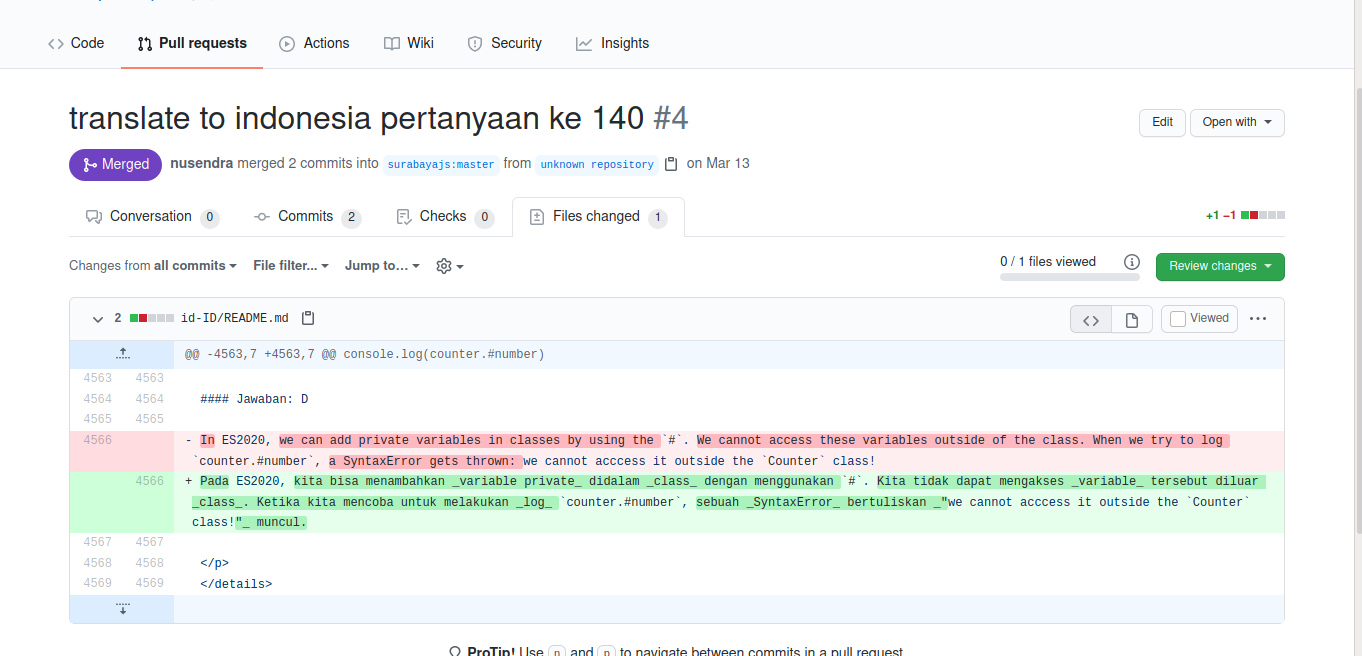 Code Pull requests Actions Wiki Security Insights
translate to indonesia pertanyaan ke 140 #4
Edit Open with
Merged nusendra merged 2 commits into surabayajs:master from unknown repository on Mar 13
Conversation 0 Commits 2 Checks 0 Files changed 1
+1 −1
Changes from all commits File filter... Jump to...
0 / 1 files viewed
Review changes
2 id-ID/README.md
Viewed
@@ -4563,7 +4563,7 @@ console.log(counter.#number)
4563 4563
4564 4564 #### Jawaban: D
4565 4565
4566 - In ES2020, we can add private variables in classes by using the `#`. We cannot access these variables outside of the class. When we try to log
`counter.#number`, a SyntaxError gets thrown: we cannot acccess it outside the `Counter` class!
4566 + Pada ES2020, kita bisa menambahkan _variable private_ didalam _class_ dengan menggunakan `#`. Kita tidak dapat mengakses _variable_ tersebut diluar
_class_. Ketika kita mencoba untuk melakukan _log_ `counter.#number`, sebuah _SyntaxError_ bertuliskan _"we cannot acccess it outside the `Counter`
class!"_ muncul.
4567 4567
4568 4568 </p>
4569 4569 </details>
ProTip! Use n and p to navigate between commits in a pull request.